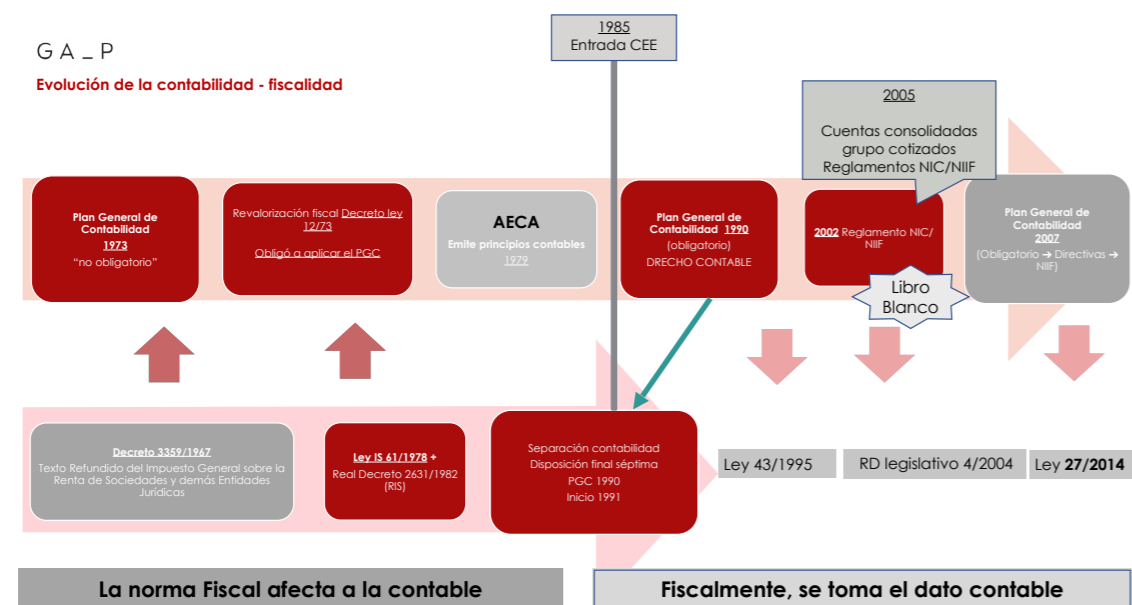 G A _ P
Evolución de la contabilidad - fiscalidad
1985
Entrada CEE
2005
Cuentas consolidadas
grupo cotizados
Reglamentos NIC/NIIF
Plan General de
Contabilidad
1973
“no obligatorio”
Revalorización fiscal Decreto ley
12/73
Obligó a aplicar el PGC
AECA
Emite principios contables
1979
Plan General de
Contabilidad 1990
(obligatorio)
DRECHO CONTABLE
2002 Reglamento NIC/
NIIF
Libro
Blanco
Plan General de
Contabilidad
2007
(Obligatorio ➔ Directivas ➔
NIIF)
Decreto 3359/1967
Texto Refundido del Impuesto General sobre la
Renta de Sociedades y demás Entidades
Jurídicas
Ley IS 61/1978 +
Real Decreto 2631/1982
(RIS)
Separación contabilidad
Disposición final séptima
PGC 1990
Inicio 1991
Ley 43/1995
RD legislativo 4/2004
Ley 27/2014
La norma Fiscal afecta a la contable
Fiscalmente, se toma el dato contable